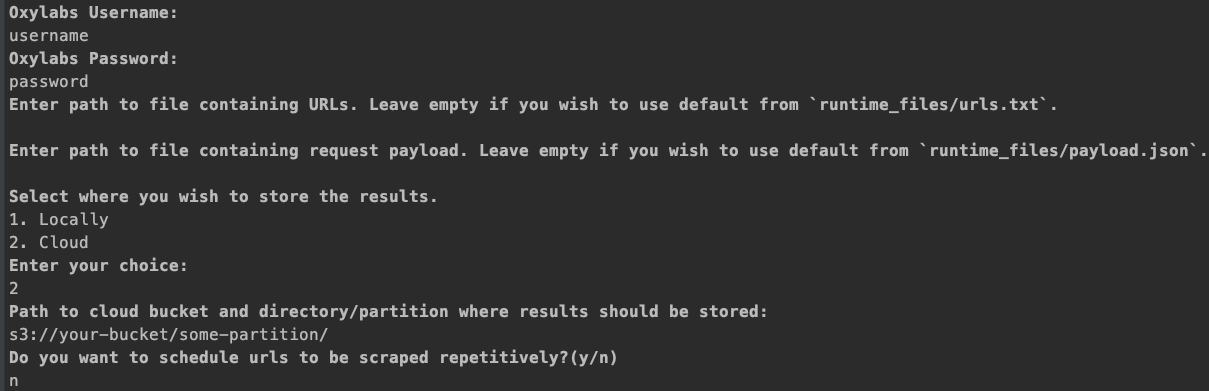 Oxylabs Username:
username
Oxylabs Password:
password
Enter path to file containing URLs. Leave empty if you wish to use default from `runtime_files/urls.txt`.
Enter path to file containing request payload. Leave empty if you wish to use default from `runtime_files/payload.json`.
Select where you wish to store the results.
1. Locally
2. Cloud
Enter your choice:
2
Path to cloud bucket and directory/partition where results should be stored:
s3://your-bucket/some-partition/
Do you want to schedule urls to be scraped repetitively?(y/n)
n